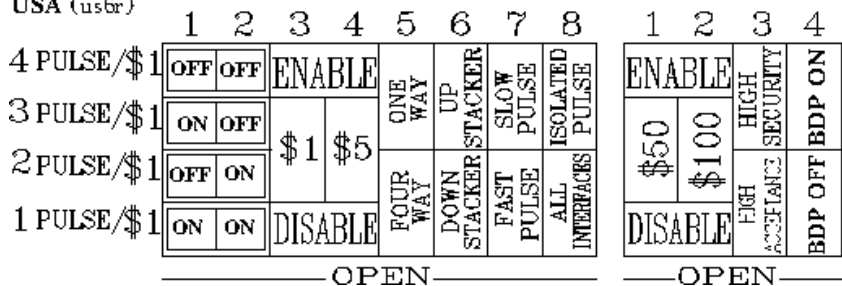 USA (usbr)
1 2 3 4 5 6 7 8 1 2 3 4
4 PULSE/$1 OFF OFF ENABLE ONE WAY UP STACKER SLOW PULSE ISOLATED PULSE ENABLE HIGH SECURITY BDP ON
3 PULSE/$1 ON OFF $1 $5 $50 $100
2 PULSE/$1 OFF ON FOUR WAY DOWN STACKER FAST PULSE ALL INTERFACES HIGH ACCEPTANCE BDP OFF
1 PULSE/$1 ON ON DISABLE DISABLE
OPEN OPEN